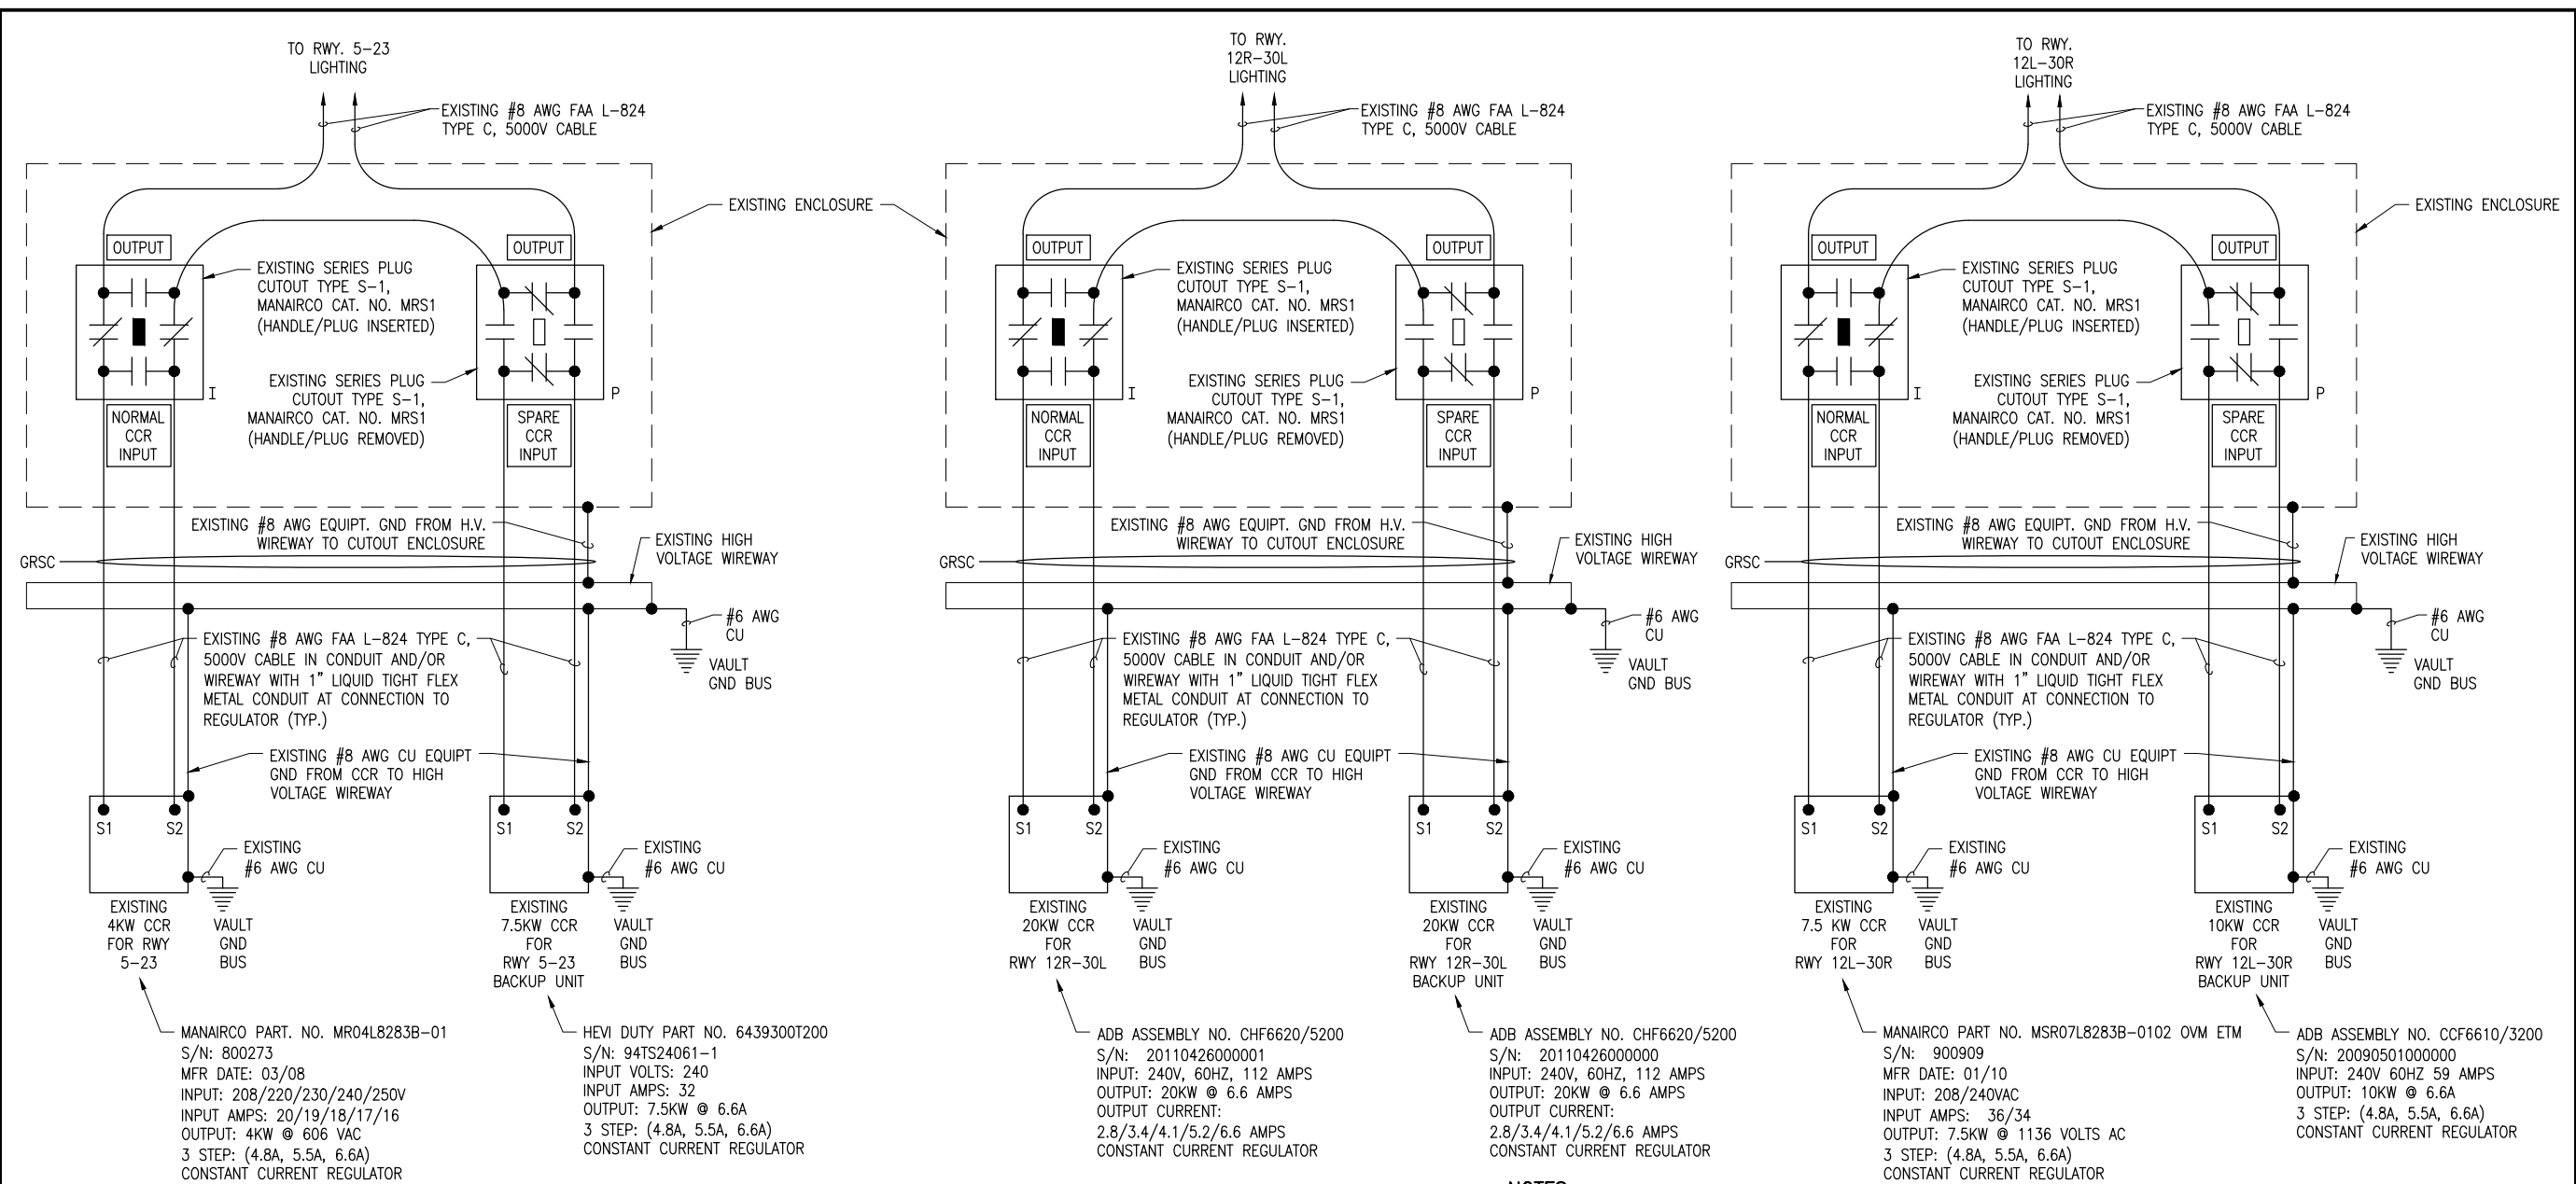 TO RWY. 5-23
LIGHTING
EXISTING #8 AWG FAA L-824
TYPE C, 5000V CABLE
EXISTING ENCLOSURE
OUTPUT
OUTPUT
EXISTING SERIES PLUG
CUTOUT TYPE S-1,
MANAIRCO CAT. NO. MRS1
(HANDLE/PLUG INSERTED)
EXISTING SERIES PLUG
CUTOUT TYPE S-1,
MANAIRCO CAT. NO. MRS1
(HANDLE/PLUG REMOVED)
I
P
NORMAL
CCR
INPUT
SPARE
CCR
INPUT
EXISTING #8 AWG EQUIPT. GND FROM H.V.
WIREWAY TO CUTOUT ENCLOSURE
GRSC
EXISTING HIGH
VOLTAGE WIREWAY
#6 AWG
CU
VAULT
GND BUS
EXISTING #8 AWG FAA L-824 TYPE C,
5000V CABLE IN CONDUIT AND/OR
WIREWAY WITH 1" LIQUID TIGHT FLEX
METAL CONDUIT AT CONNECTION TO
REGULATOR (TYP.)
EXISTING #8 AWG CU EQUIPT
GND FROM CCR TO HIGH
VOLTAGE WIREWAY
S1
S2
S1
S2
EXISTING
#6 AWG CU
EXISTING
#6 AWG CU
EXISTING
4KW CCR
FOR RWY
5-23
VAULT
GND
BUS
EXISTING
7.5KW CCR
FOR
RWY 5-23
BACKUP UNIT
VAULT
GND
BUS
MANAIRCO PART. NO. MR04L8283B-01
S/N: 800273
MFR DATE: 03/08
INPUT: 208/220/230/240/250V
INPUT AMPS: 20/19/18/17/16
OUTPUT: 4KW @ 606 VAC
3 STEP: (4.8A, 5.5A, 6.6A)
CONSTANT CURRENT REGULATOR
HEVI DUTY PART NO. 6439300T200
S/N: 94TS24061-1
INPUT VOLTS: 240
INPUT AMPS: 32
OUTPUT: 7.5KW @ 6.6A
3 STEP: (4.8A, 5.5A, 6.6A)
CONSTANT CURRENT REGULATOR
TO RWY.
12R-30L
LIGHTING
EXISTING #8 AWG FAA L-824
TYPE C, 5000V CABLE
OUTPUT
OUTPUT
EXISTING SERIES PLUG
CUTOUT TYPE S-1,
MANAIRCO CAT. NO. MRS1
(HANDLE/PLUG INSERTED)
EXISTING SERIES PLUG
CUTOUT TYPE S-1,
MANAIRCO CAT. NO. MRS1
(HANDLE/PLUG REMOVED)
I
P
NORMAL
CCR
INPUT
SPARE
CCR
INPUT
EXISTING #8 AWG EQUIPT. GND FROM H.V.
WIREWAY TO CUTOUT ENCLOSURE
GRSC
EXISTING HIGH
VOLTAGE WIREWAY
#6 AWG
CU
VAULT
GND BUS
EXISTING #8 AWG FAA L-824 TYPE C,
5000V CABLE IN CONDUIT AND/OR
WIREWAY WITH 1" LIQUID TIGHT FLEX
METAL CONDUIT AT CONNECTION TO
REGULATOR (TYP.)
EXISTING #8 AWG CU EQUIPT
GND FROM CCR TO HIGH
VOLTAGE WIREWAY
S1
S2
S1
S2
EXISTING
#6 AWG CU
EXISTING
#6 AWG CU
EXISTING
20KW CCR
FOR
RWY 12R-30L
VAULT
GND
BUS
EXISTING
20KW CCR
FOR
RWY 12R-30L
BACKUP UNIT
VAULT
GND
BUS
ADB ASSEMBLY NO. CHF6620/5200
S/N: 20110426000001
INPUT: 240V, 60HZ, 112 AMPS
OUTPUT: 20KW @ 6.6 AMPS
OUTPUT CURRENT:
2.8/3.4/4.1/5.2/6.6 AMPS
CONSTANT CURRENT REGULATOR
ADB ASSEMBLY NO. CHF6620/5200
S/N: 20110426000000
INPUT: 240V, 60HZ, 112 AMPS
OUTPUT: 20KW @ 6.6 AMPS
OUTPUT CURRENT:
2.8/3.4/4.1/5.2/6.6 AMPS
CONSTANT CURRENT REGULATOR
TO RWY.
12L-30R
LIGHTING
EXISTING #8 AWG FAA L-824
TYPE C, 5000V CABLE
EXISTING ENCLOSURE
OUTPUT
OUTPUT
EXISTING SERIES PLUG
CUTOUT TYPE S-1,
MANAIRCO CAT. NO. MRS1
(HANDLE/PLUG INSERTED)
EXISTING SERIES PLUG
CUTOUT TYPE S-1,
MANAIRCO CAT. NO. MRS1
(HANDLE/PLUG REMOVED)
I
P
NORMAL
CCR
INPUT
SPARE
CCR
INPUT
EXISTING #8 AWG EQUIPT. GND FROM H.V.
WIREWAY TO CUTOUT ENCLOSURE
GRSC
EXISTING HIGH
VOLTAGE WIREWAY
#6 AWG
CU
VAULT
GND BUS
EXISTING #8 AWG FAA L-824 TYPE C,
5000V CABLE IN CONDUIT AND/OR
WIREWAY WITH 1" LIQUID TIGHT FLEX
METAL CONDUIT AT CONNECTION TO
REGULATOR (TYP.)
EXISTING #8 AWG CU EQUIPT
GND FROM CCR TO HIGH
VOLTAGE WIREWAY
S1
S2
S1
S2
EXISTING
#6 AWG CU
EXISTING
#6 AWG CU
EXISTING
7.5 KW CCR
FOR
RWY 12L-30R
VAULT
GND
BUS
EXISTING
10KW CCR
FOR
RWY 12L-30R
BACKUP UNIT
VAULT
GND
BUS
MANAIRCO PART NO. MSR07L8283B-0102 OVM ETM
S/N: 900909
MFR DATE: 01/10
INPUT: 208/240VAC
INPUT AMPS: 36/34
OUTPUT: 7.5KW @ 1136 VOLTS AC
3 STEP: (4.8A, 5.5A, 6.6A)
CONSTANT CURRENT REGULATOR
ADB ASSEMBLY NO. CCF6610/3200
S/N: 20090501000000
INPUT: 240V 60HZ 59 AMPS
OUTPUT: 10KW @ 6.6A
3 STEP: (4.8A, 5.5A, 6.6A)
CONSTANT CURRENT REGULATOR